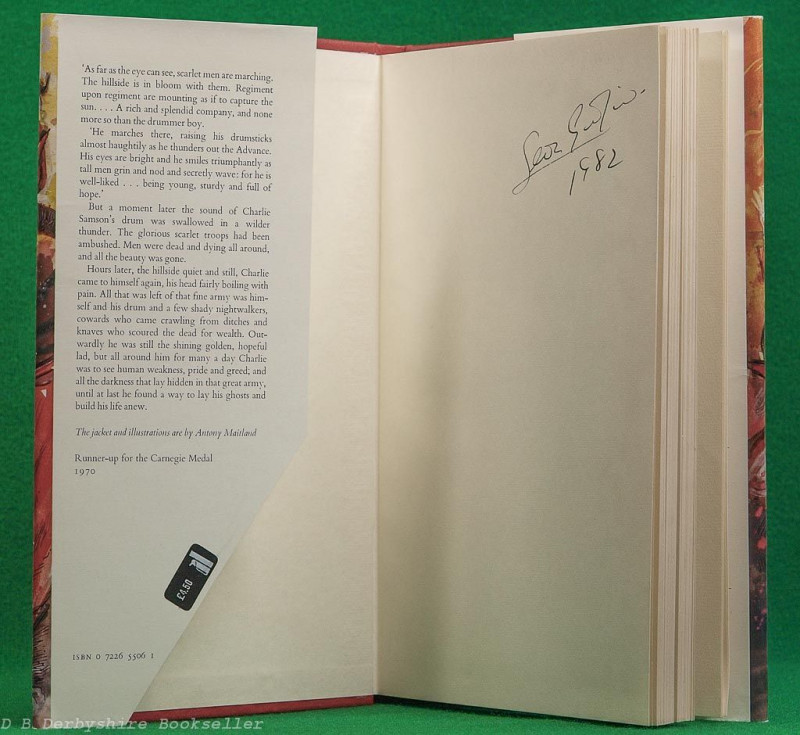 'As far as the eye can see, scarlet men are marching.
The hillside is in bloom with them. Regiment
upon regiment are mounting as if to capture the
sun. . . . A rich and splendid company, and none
more so than the drummer boy.
'He marches there, raising his drumsticks
almost haughtily as he thunders out the Advance.
His eyes are bright and he smiles triumphantly as
tall men grin and nod and secretly wave: for he is
well-liked . . . being young, sturdy and full of
hope.'
But a moment later the sound of Charlie
Samson's drum was swallowed in a wilder
thunder. The glorious scarlet troops had been
ambushed. Men were dead and dying all around,
and all the beauty was gone.
Hours later, the hillside quiet and still, Charlie
came to himself again, his head fairly boiling with
pain. All that was left of that fine army was him-
self and his drum and a few shady nightwalkers,
cowards who came crawling from ditches and
knaves who scoured the dead for wealth. Out-
wardly he was still the shining golden, hopeful
lad, but all around him for many a day Charlie
was to see human weakness, pride and greed; and
all the darkness that lay hidden in that great army,
until at last he found a way to lay his ghosts and
build his life anew.
The jacket and illustrations are by Antony Maitland
Runner-up for the Carnegie Medal
1970
£4.50
ISBN 0 7226 5506 1
1982
D B Derbyshire Bookseller